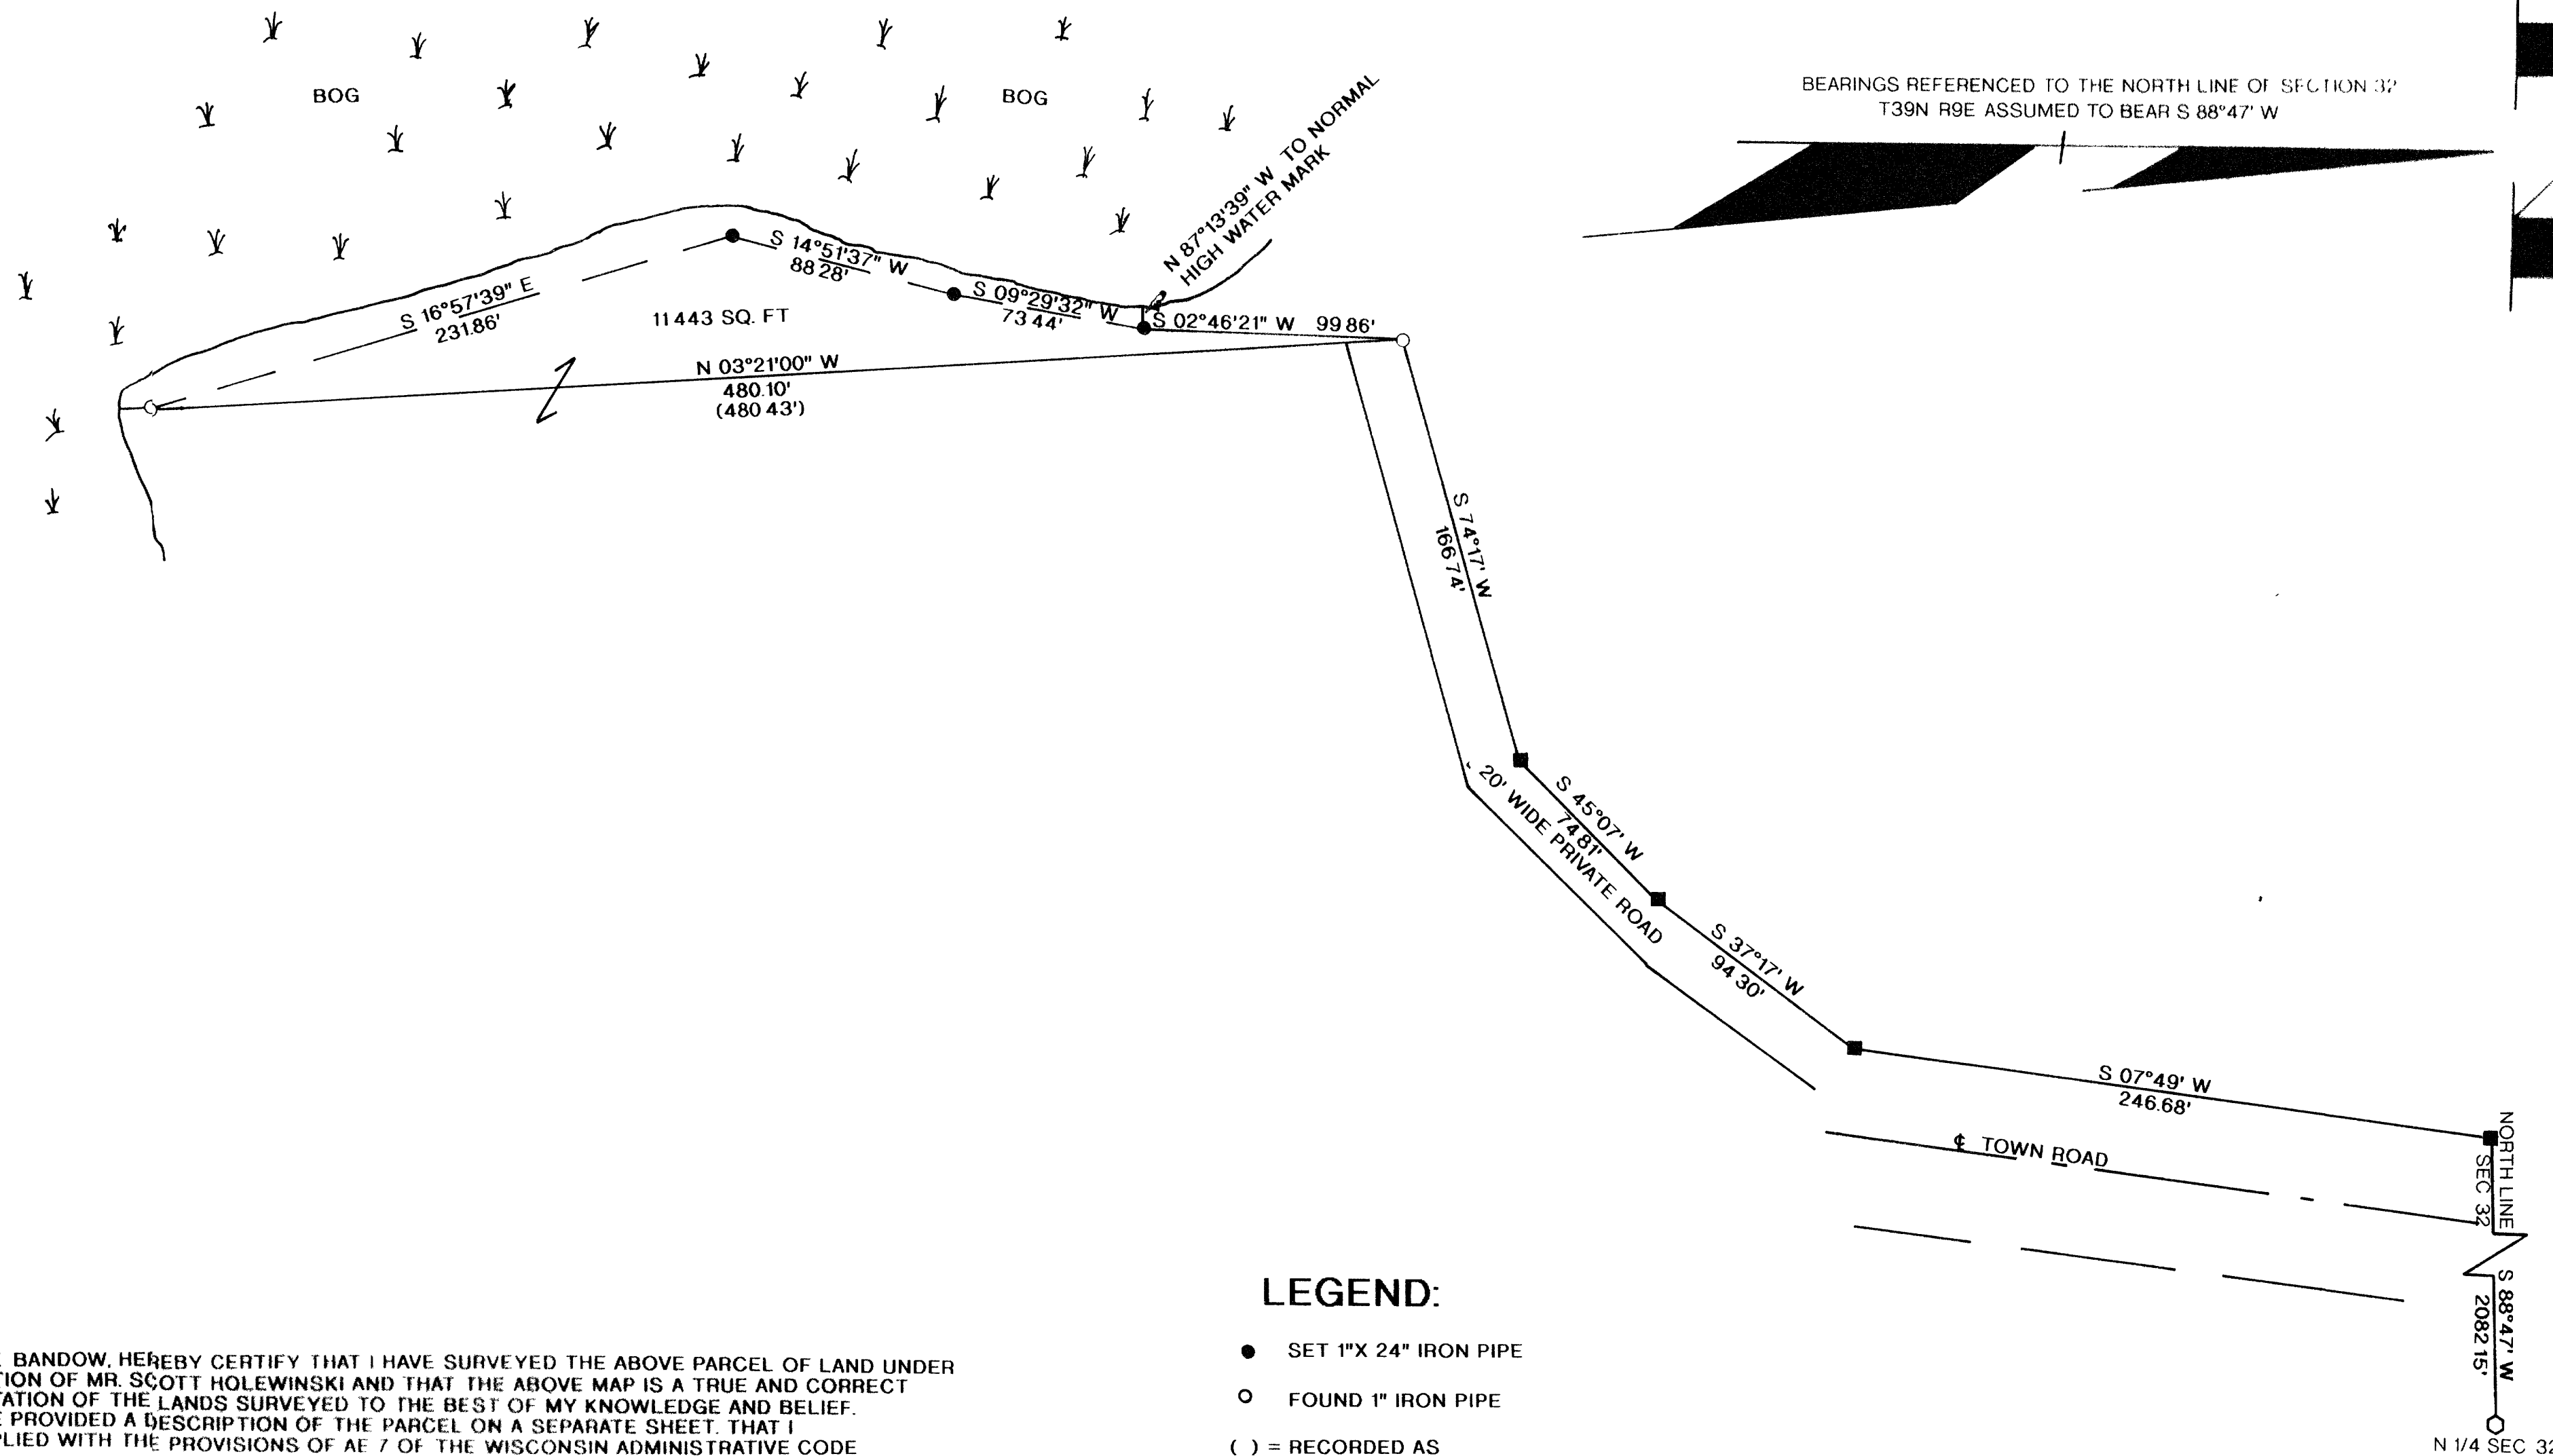 BOG
BOG
BEARINGS REFERENCED TO THE NORTH LINE OF SECTION 32
T39N R9E ASSUMED TO BEAR S 88°47' W
N 87°13'39" W TO NORMAL
HIGH WATER MARK
S 14°51'37" W
88 28'
S 16°57'39" E
231.86'
S 09°29'32" W
73 44'
S 02°46'21" W 99 86'
11443 SQ. FT
N 03°21'00" W
480.10'
(480 43')
S 74°17' W
166 74'
S 45°07' W
74 81'
20' WIDE PRIVATE ROAD
S 37°17' W
94 30'
S 07°49' W
246.68'
℄ TOWN ROAD
NORTH LINE
SEC 32
S 88°47' W
2082 15'
N 1/4 SEC 32
LEGEND:
SET 1"X 24" IRON PIPE
FOUND 1" IRON PIPE
( ) = RECORDED AS
BANDOW, HEREBY CERTIFY THAT I HAVE SURVEYED THE ABOVE PARCEL OF LAND UNDER
TION OF MR. SCOTT HOLEWINSKI AND THAT THE ABOVE MAP IS A TRUE AND CORRECT
ATION OF THE LANDS SURVEYED TO THE BEST OF MY KNOWLEDGE AND BELIEF.
E PROVIDED A DESCRIPTION OF THE PARCEL ON A SEPARATE SHEET. THAT I
PLIED WITH THE PROVISIONS OF AE 7 OF THE WISCONSIN ADMINISTRATIVE CODE